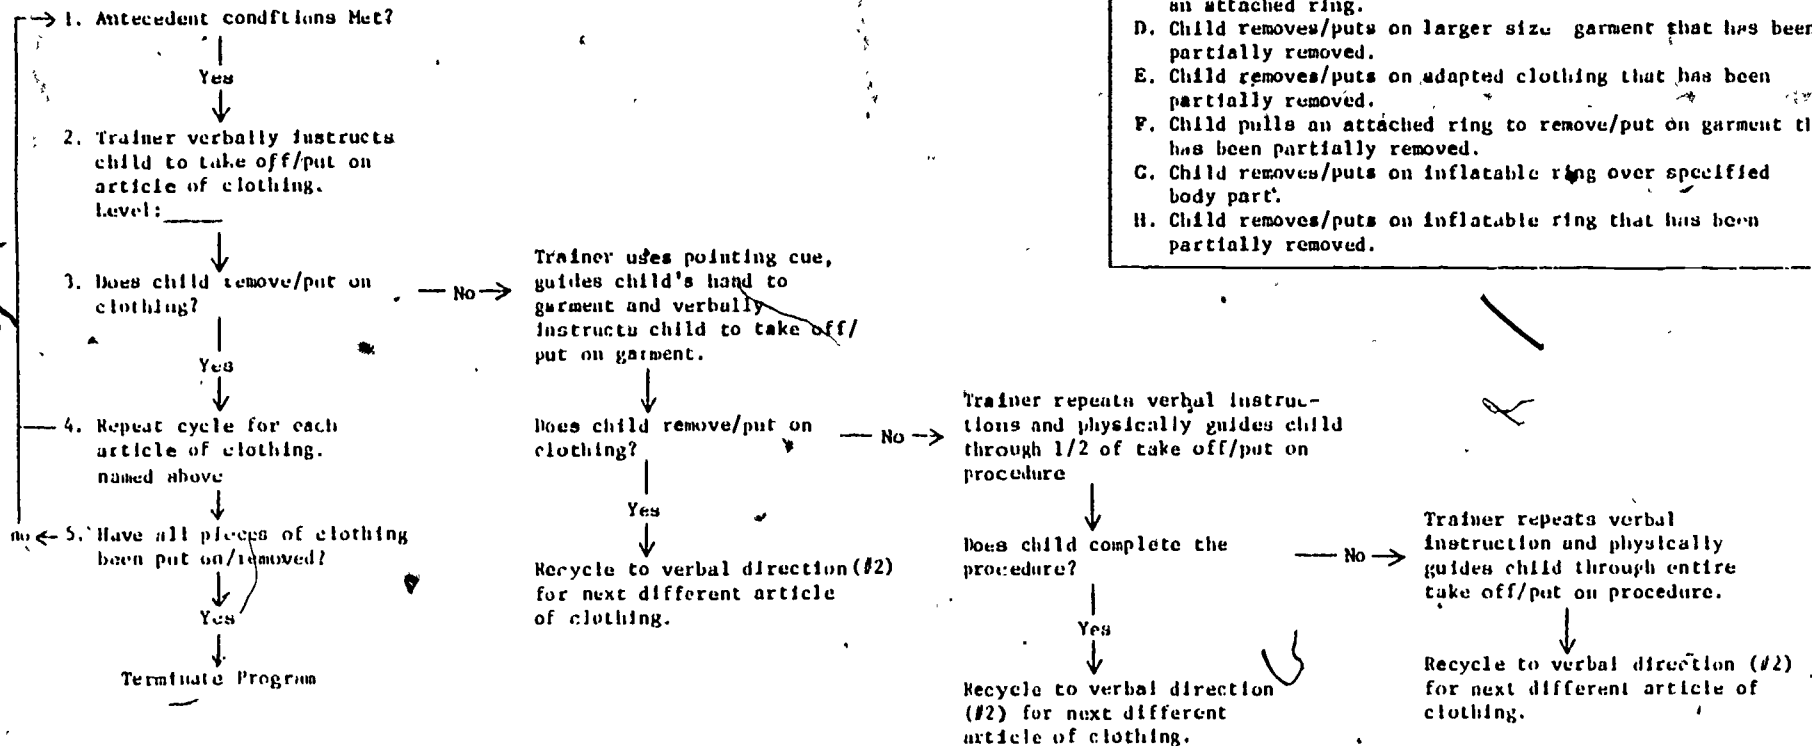 1. Antecedent conditions Met?
Yes
2. Trainer verbally instructs
child to take off/put on
article of clothing.
Level:
3. Does child remove/put on
clothing?
No
Yes
4. Repeat cycle for each
article of clothing.
named above
no
5. Have all pieces of clothing
been put on/removed?
Yes
Terminate Program
Trainer uses pointing cue,
guides child's hand to
garment and verbally
instructs child to take off/
put on garment.
Does child remove/put on
clothing?
No
Yes
Recycle to verbal direction (#2)
for next different article
of clothing.
Trainer repeats verbal instruc-
tions and physically guides child
through 1/2 of take off/put on
procedure
Does child complete the
procedure?
No
Yes
Recycle to verbal direction
(#2) for next different
article of clothing.
Trainer repeats verbal
instruction and physically
guides child through entire
take off/put on procedure.
Recycle to verbal direction (#2)
for next different article of
clothing.
an attached ring.
D. Child removes/puts on larger size garment that has been
partially removed.
E. Child removes/puts on adapted clothing that has been
partially removed.
F. Child pulls an attached ring to remove/put on garment
has been partially removed.
G. Child removes/puts on inflatable ring over specified
body part.
H. Child removes/puts on inflatable ring that has been
partially removed.